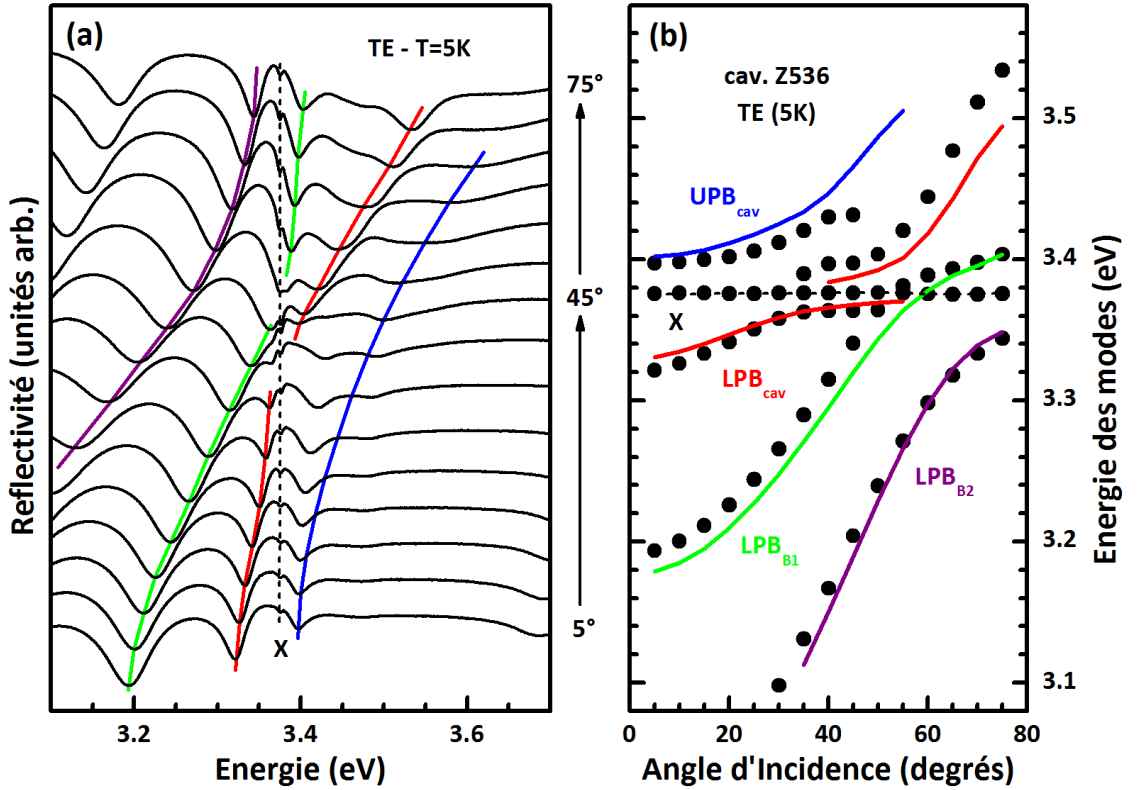 (a)
TE - T=5K
75°
45°
5°
X
3.2
3.4
3.6
Energie (eV)
Reflectivité (unités arb.)
(b)
cav. Z536
TE (5K)
UPBcav
X
LPBcav
LPBB2
LPBB1
3.5
3.4
3.3
3.2
3.1
0
20
40
60
80
Angle d'Incidence (degrés)
Energie des modes (eV)